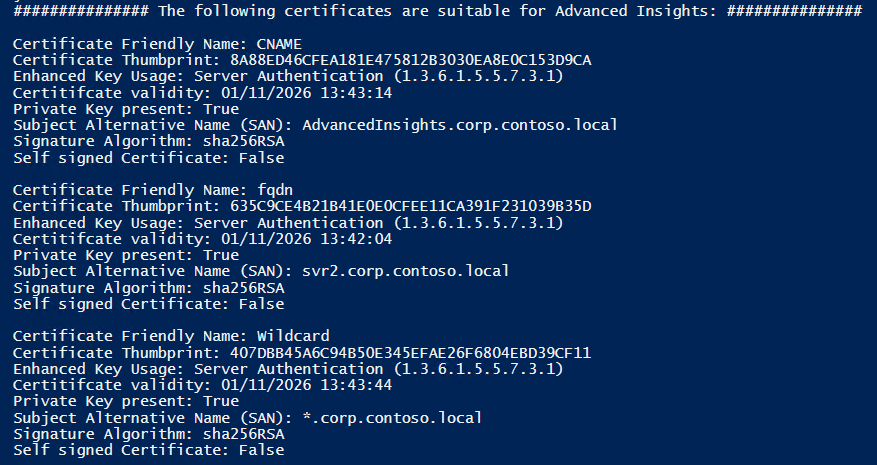 ############### The following certificates are suitable for Advanced Insights: ###############
Certificate Friendly Name: CNAME
Certificate Thumbprint: 8A88ED46CFEA181E475812B3030EA8E0C153D9CA
Enhanced Key Usage: Server Authentication (1.3.6.1.5.5.7.3.1)
Certitifcate validity: 01/11/2026 13:43:14
Private Key present: True
Subject Alternative Name (SAN): AdvancedInsights.corp.contoso.local
Signature Algorithm: sha256RSA
Self signed Certificate: False
Certificate Friendly Name: fqdn
Certificate Thumbprint: 635C9CE4B21B41E0E0CFEE11CA391F231039B35D
Enhanced Key Usage: Server Authentication (1.3.6.1.5.5.7.3.1)
Certitifcate validity: 01/11/2026 13:42:04
Private Key present: True
Subject Alternative Name (SAN): svr2.corp.contoso.local
Signature Algorithm: sha256RSA
Self signed Certificate: False
Certificate Friendly Name: Wildcard
Certificate Thumbprint: 407DBB45A6C94B50E345EFAE26F6804EBD39CF11
Enhanced Key Usage: Server Authentication (1.3.6.1.5.5.7.3.1)
Certitifcate validity: 01/11/2026 13:43:44
Private Key present: True
Subject Alternative Name (SAN): *.corp.contoso.local
Signature Algorithm: sha256RSA
Self signed Certificate: False